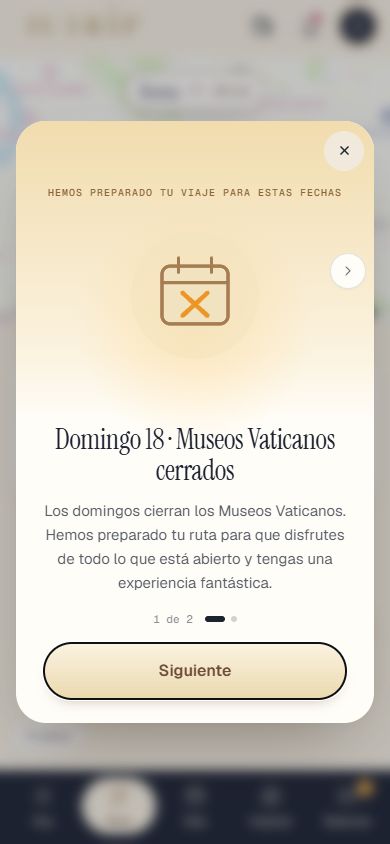 HEMOS PREPARADO TU VIAJE PARA ESTAS FECHAS
Domingo 18 · Museos Vaticanos
cerrados
Los domingos cierran los Museos Vaticanos.
Hemos preparado tu ruta para que disfrutes
de todo lo que está abierto y tengas una
experiencia fantástica.
1 de 2
Siguiente